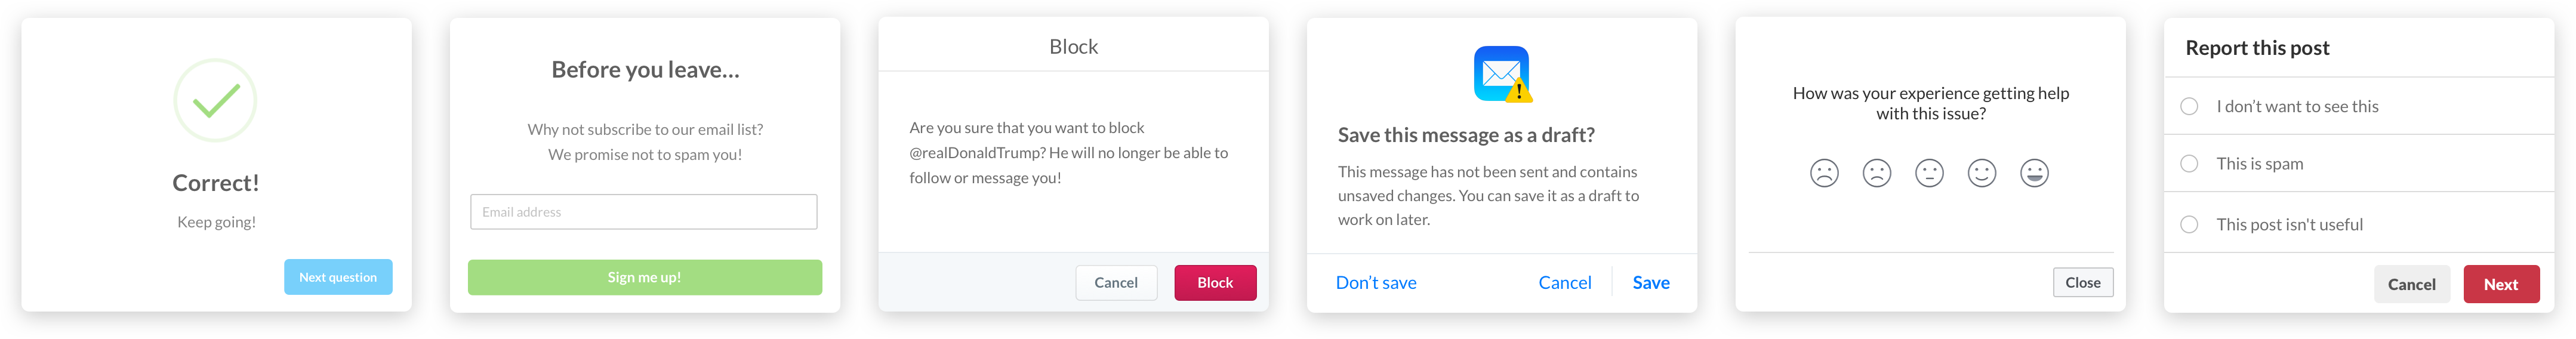 Correct!
Keep going!
Next question
Before you leave...
Why not subscribe to our email list?
We promise not to spam you!
Email address
Sign me up!
Block
Are you sure that you want to block
@realDonaldTrump? He will no longer be able to
follow or message you!
Cancel
Block
Save this message as a draft?
This message has not been sent and contains
unsaved changes. You can save it as a draft to
work on later.
Don’t save
Cancel
Save
How was your experience getting help
with this issue?
Close
Report this post
I don’t want to see this
This is spam
This post isn't useful
Cancel
Next